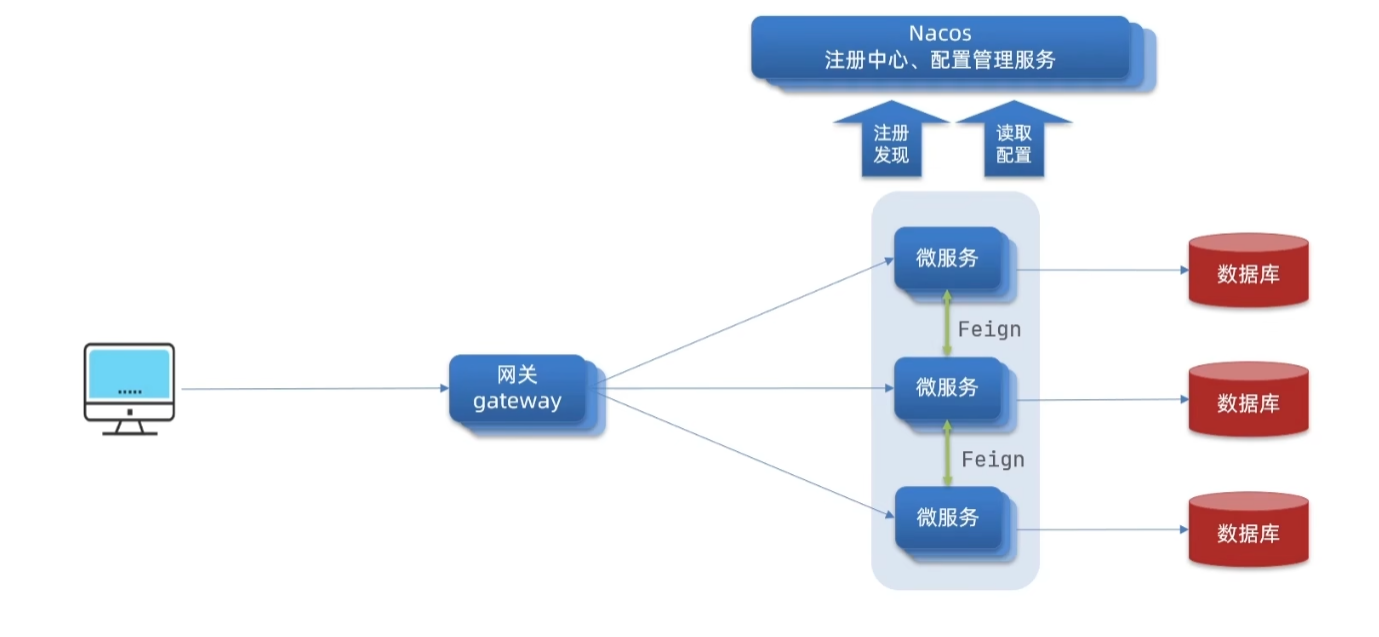 Nacos
注册中心、配置管理服务
注册
发现
读取
配置
微服务
数据库
Feign
网关
gateway
微服务
数据库
Feign
微服务
数据库